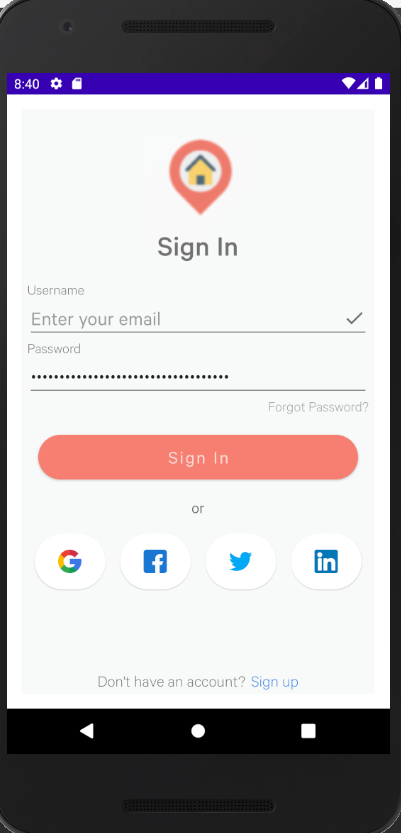 8:40
Sign In
Username
Enter your email
Password
••••••••••••••••••••••••••••••••••
Forgot Password?
Sign In
or
Don't have an account? Sign up